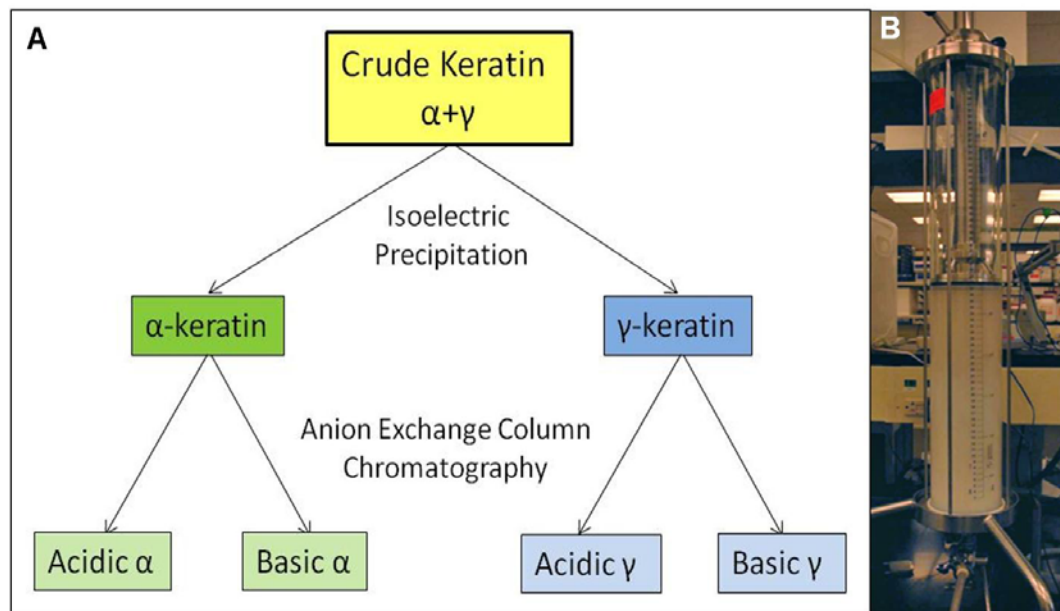 A
Crude Keratin
α+γ
Isoelectric
Precipitation
α-keratin
γ-keratin
Anion Exchange Column
Chromatography
Acidic α
Basic α
Acidic γ
Basic γ
B